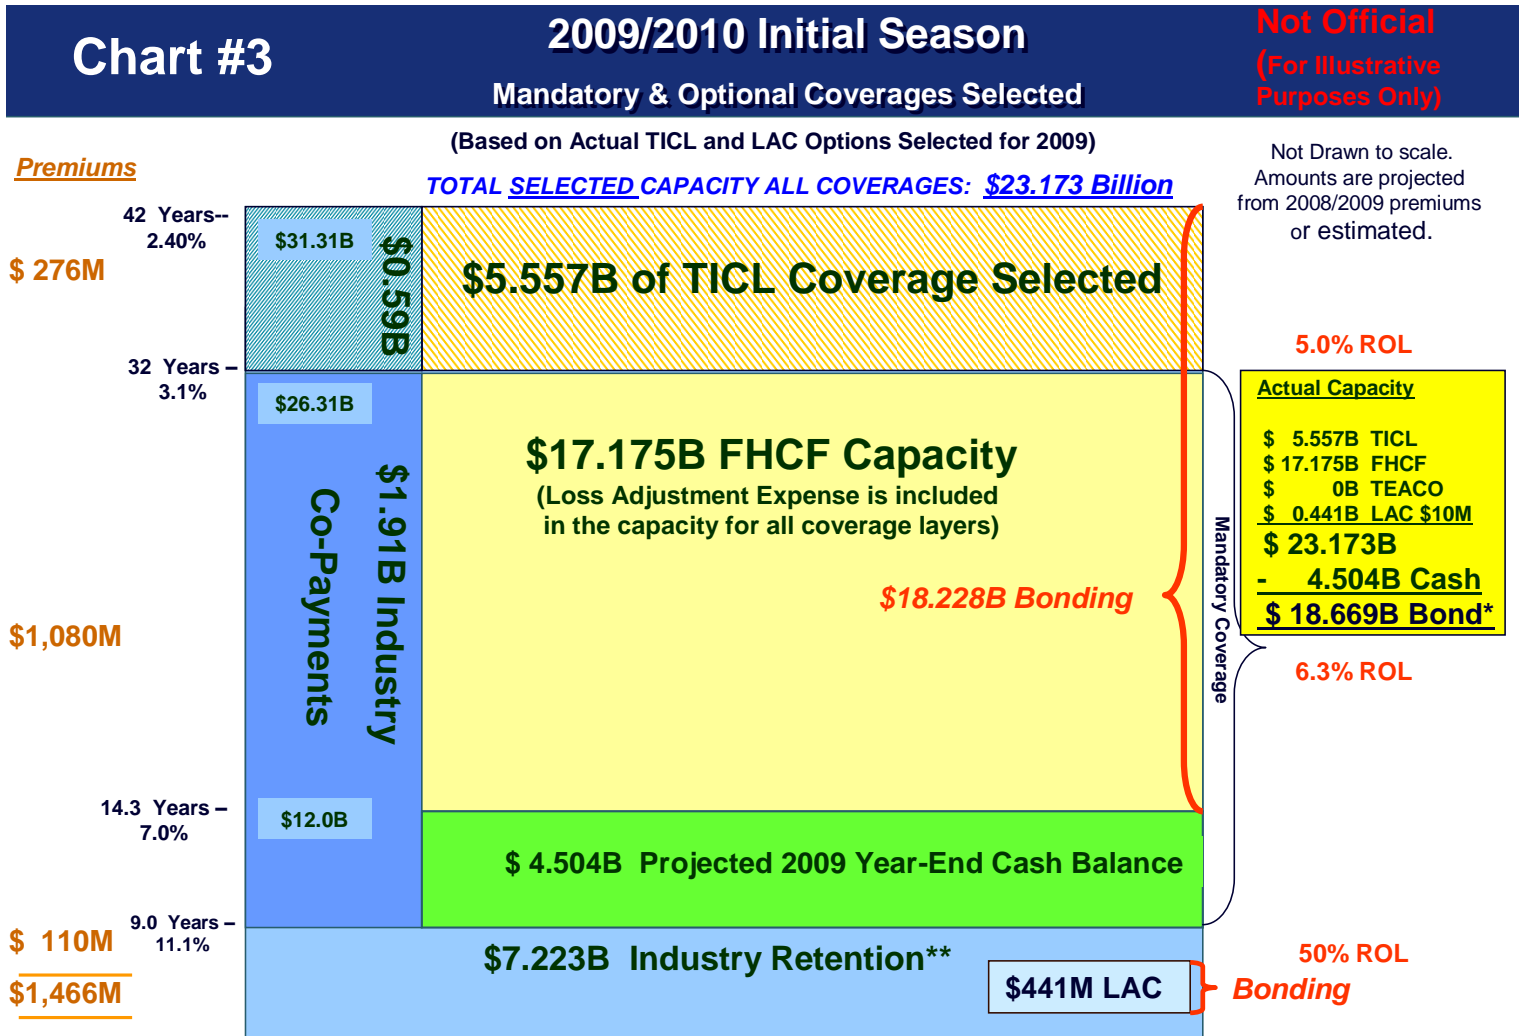 Chart #3
2009/2010 Initial Season
Mandatory & Optional Coverages Selected
Not Official
(For Illustrative
Purposes Only)
(Based on Actual TICL and LAC Options Selected for 2009)
TOTAL SELECTED CAPACITY ALL COVERAGES: $23.173 Billion
Not Drawn to scale.
Amounts are projected
from 2008/2009 premiums
or estimated.
Premiums
42 Years--
2.40%
$ 276M
$31.31B
$0.59B
$5.557B of TICL Coverage Selected
5.0% ROL
32 Years –
3.1%
$26.31B
$17.175B FHCF Capacity
(Loss Adjustment Expense is included
in the capacity for all coverage layers)
$1.91B Industry
Co-Payments
$18.228B Bonding
Mandatory Coverage
Actual Capacity
$ 5.557B TICL
$ 17.175B FHCF
$ 0B TEACO
$ 0.441B LAC $10M
$ 23.173B
- 4.504B Cash
$ 18.669B Bond*
$1,080M
6.3% ROL
14.3 Years –
7.0%
$12.0B
$ 4.504B Projected 2009 Year-End Cash Balance
9.0 Years –
11.1%
$ 110M
$7.223B Industry Retention**
50% ROL
$1,466M
$441M LAC
Bonding